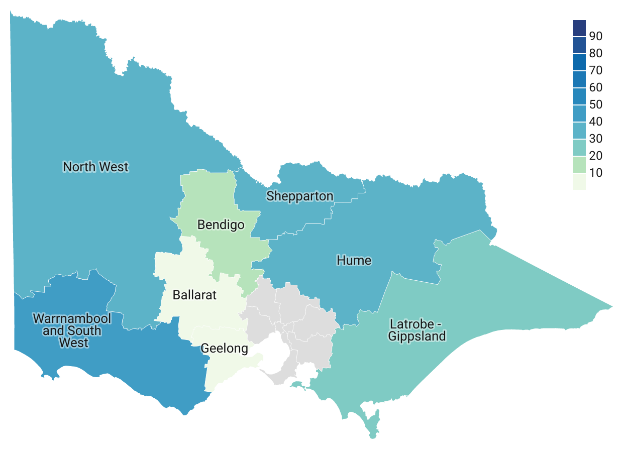 90
80
70
60
50
40
30
20
10
North West
Shepparton
Bendigo
Hume
Ballarat
Warrnambool
and South
West
Latrobe -
Gippsland
Geelong